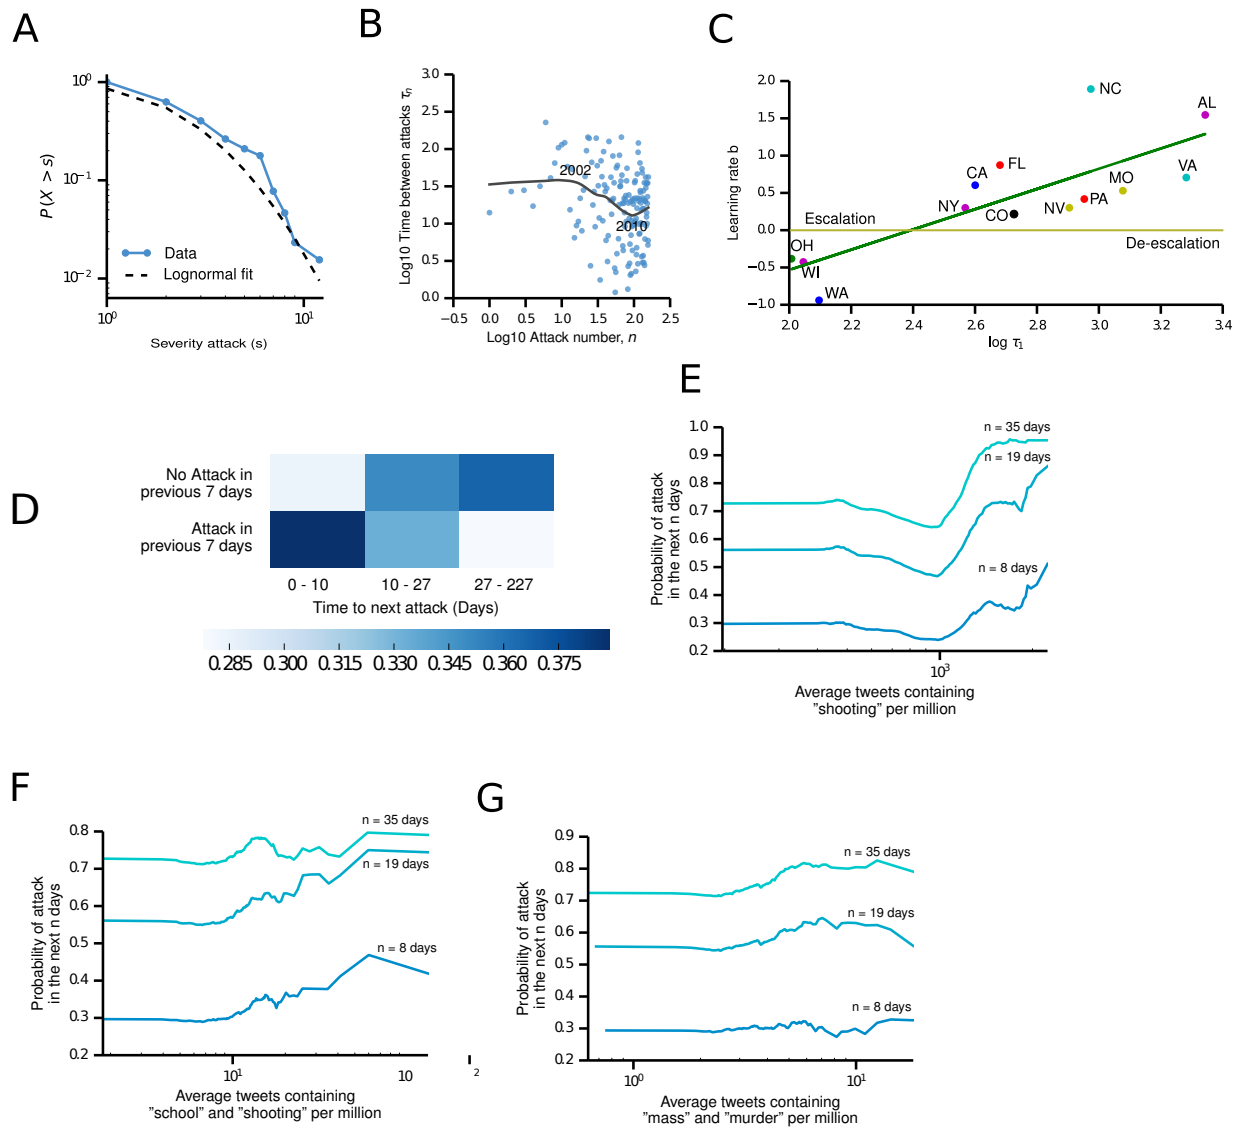 A
P(X > s)
10⁰
10⁻¹
10⁻²
Data
Lognormal fit
10⁰
10¹
Severity attack (s)
B
Log10 Time between attacks τₙ
3.0
2.5
2.0
1.5
1.0
0.5
0.0
2002
2010
−0.5 0.0 0.5 1.0 1.5 2.0 2.5
Log10 Attack number, n
C
Learning rate b
2.0
1.5
1.0
0.5
0.0
−0.5
−1.0
NC
AL
FL
CA
VA
MO
NY
CO
NV
PA
Escalation
De-escalation
OH
WI
WA
2.0 2.2 2.4 2.6 2.8 3.0 3.2 3.4
log τ₁
D
No Attack in
previous 7 days
Attack in
previous 7 days
0 - 10
10 - 27
27 - 227
Time to next attack (Days)
0.285 0.300 0.315 0.330 0.345 0.360 0.375
E
Probability of attack
in the next n days
1.0
0.9
0.8
0.7
0.6
0.5
0.4
0.3
0.2
n = 35 days
n = 19 days
n = 8 days
10³
Average tweets containing
"shooting" per million
F
Probability of attack
in the next n days
0.8
0.7
0.6
0.5
0.4
0.3
0.2
n = 35 days
n = 19 days
n = 8 days
10¹
10
2
Average tweets containing
"school" and "shooting" per million
G
Probability of attack
in the next n days
0.9
0.8
0.7
0.6
0.5
0.4
0.3
0.2
n = 35 days
n = 19 days
n = 8 days
10⁰
10¹
Average tweets containing
"mass" and "murder" per million